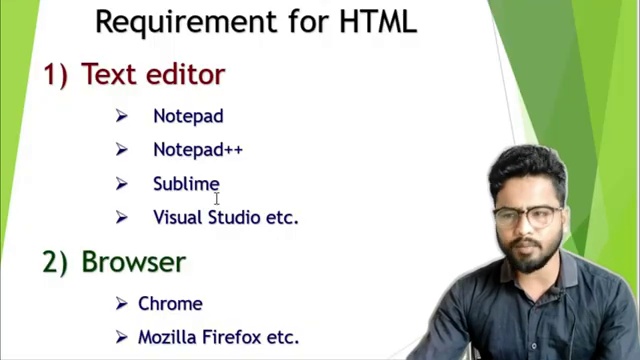 Requirement for HTML
1) Text editor
➢ Notepad
➢ Notepad++
➢ Sublime
➢ Visual Studio etc.
2) Browser
➢ Chrome
➢ Mozilla Firefox etc.